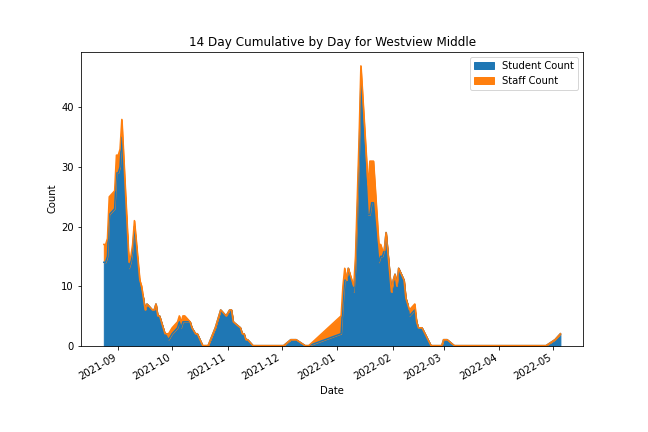 14 Day Cumulative by Day for Westview Middle
Student Count
Staff Count
Count
40
30
20
10
0
2021-09
2021-10
2021-11
2021-12
2022-01
2022-02
2022-03
2022-04
2022-05
Date